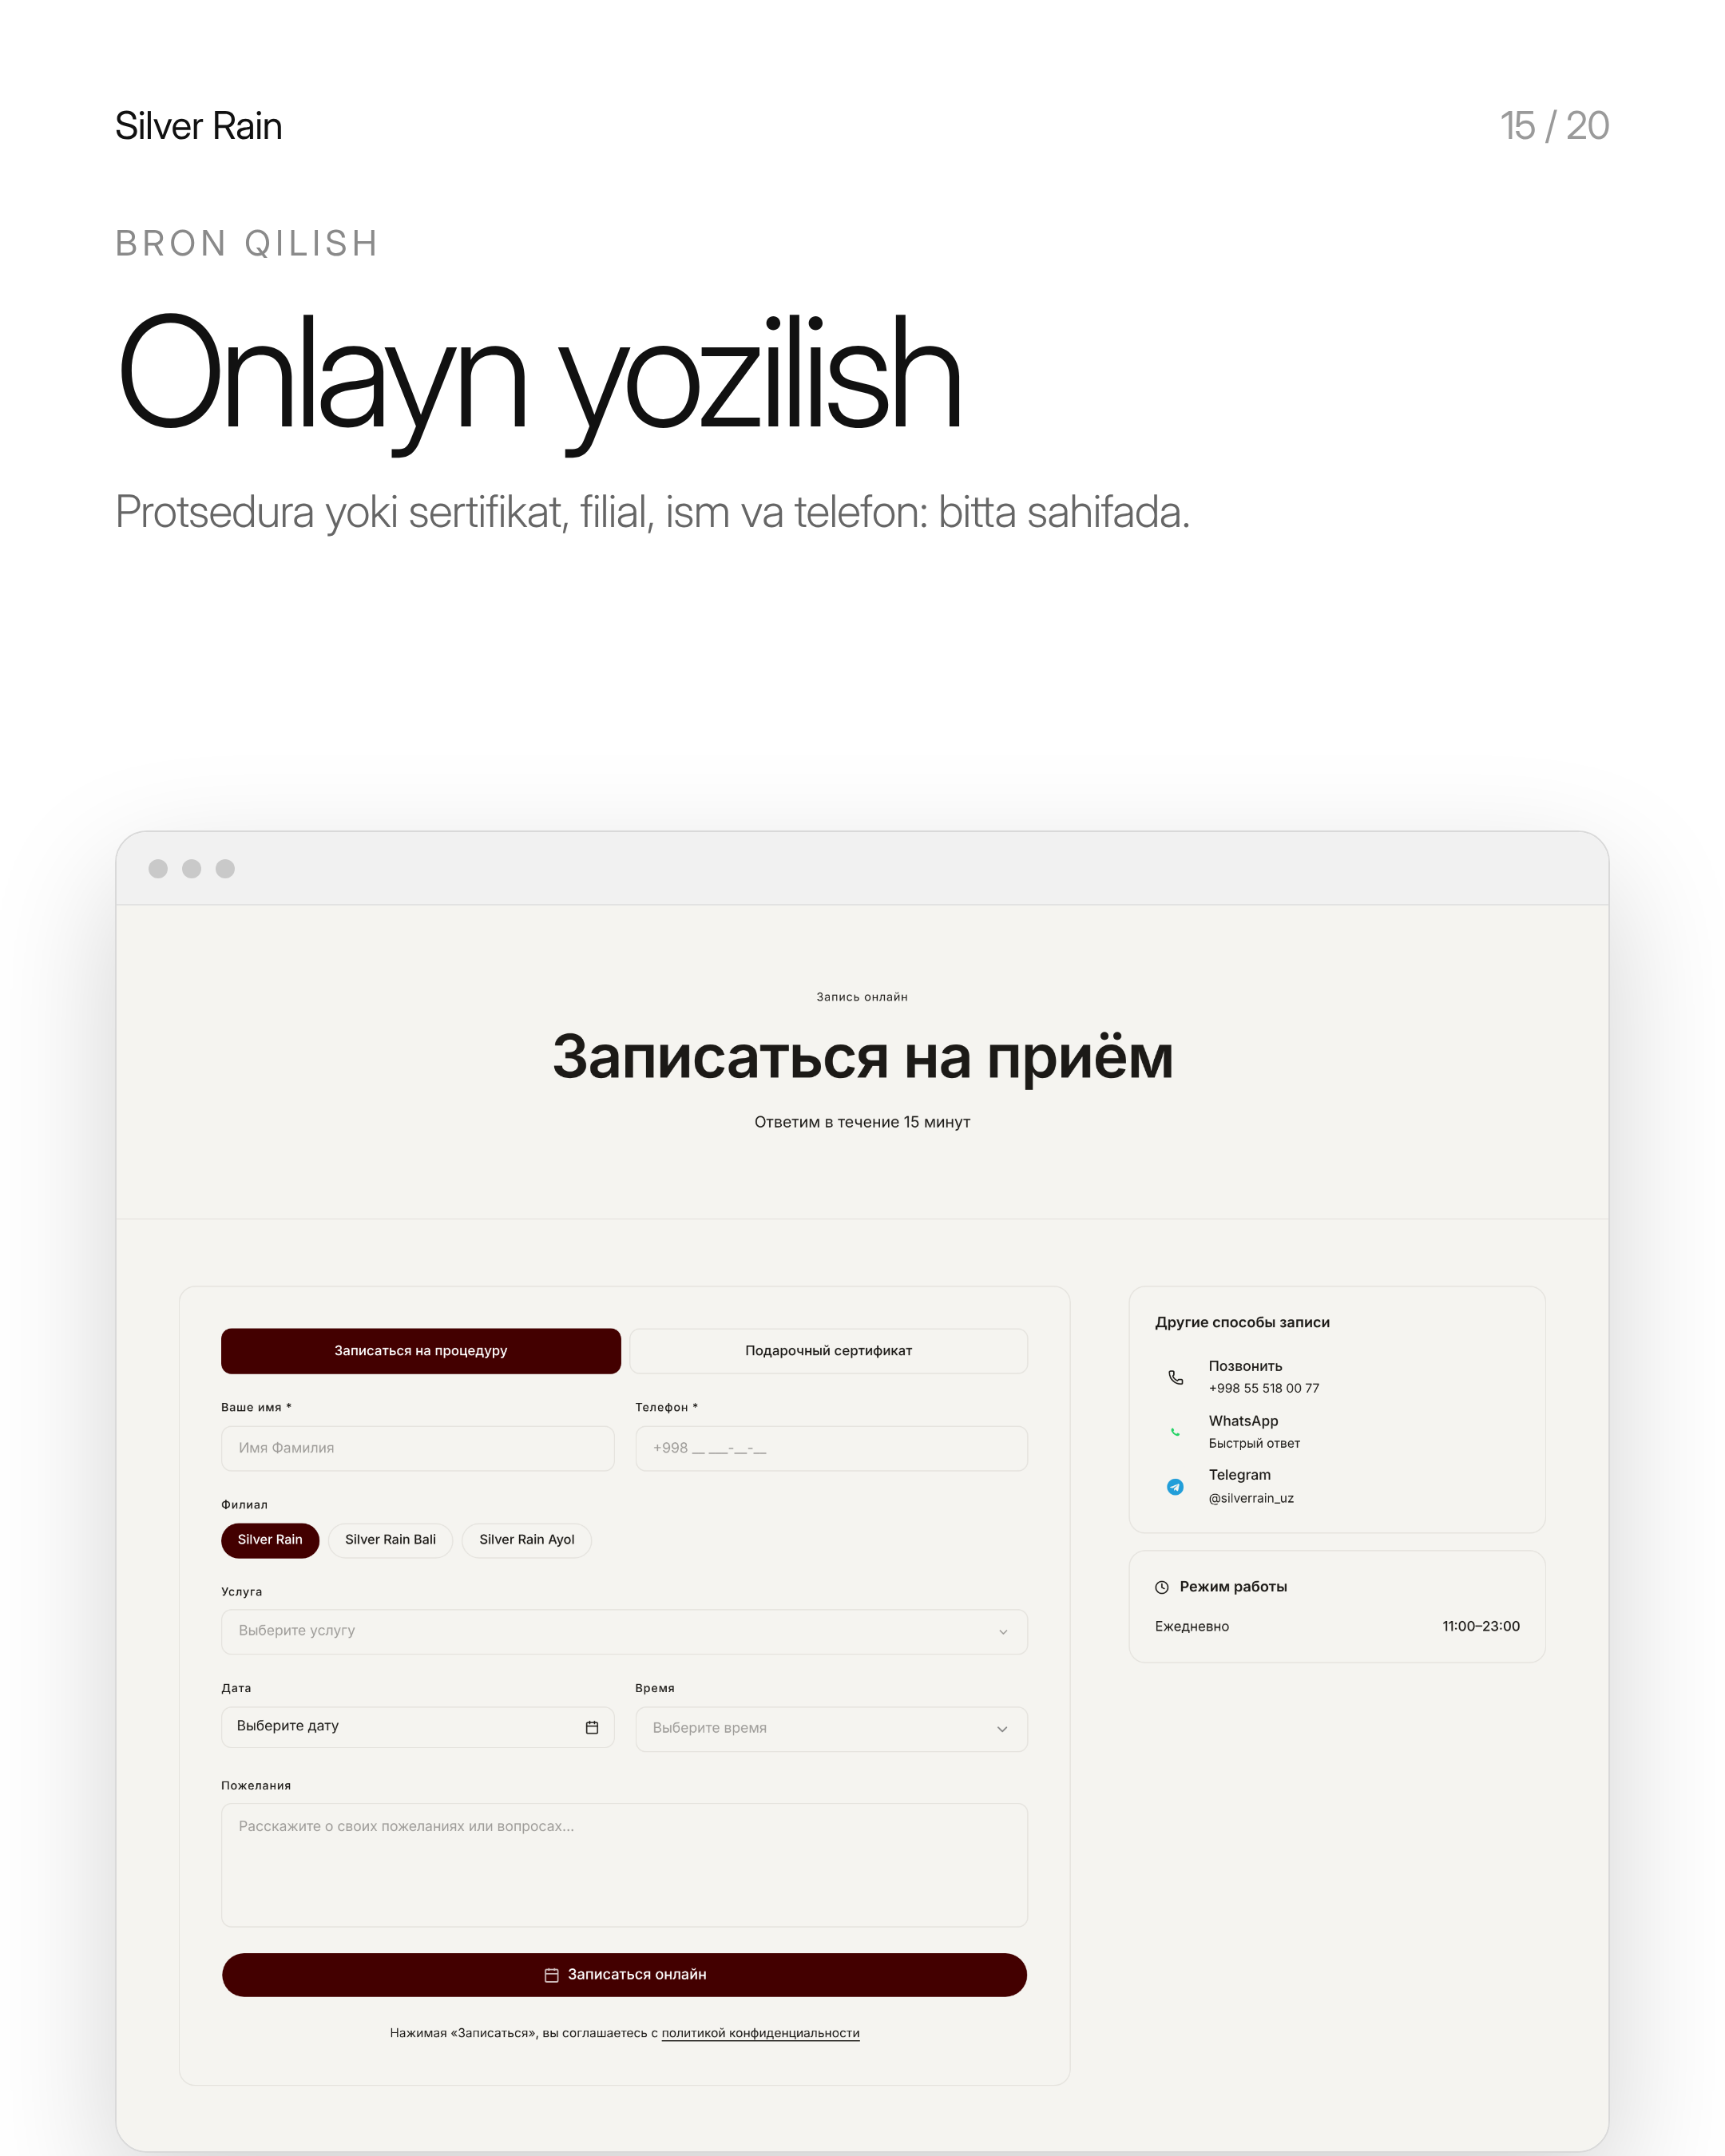 Silver Rain
15 / 20
BRON QILISH
Onlayn yozilish
Protsedura yoki sertifikat, filial, ism va telefon: bitta sahifada.
Запись онлайн
Записаться на приём
Ответим в течение 15 минут
Записаться на процедуру
Подарочный сертификат
Ваше имя *
Телефон *
Имя Фамилия
+998 __ ___-__-__
Филиал
Silver Rain
Silver Rain Bali
Silver Rain Ayol
Услуга
Выберите услугу
Дата
Время
Выберите дату
Выберите время
Пожелания
Расскажите о своих пожеланиях или вопросах...
Записаться онлайн
Нажимая «Записаться», вы соглашаетесь с политикой конфиденциальности
Другие способы записи
Позвонить
+998 55 518 00 77
WhatsApp
Быстрый ответ
Telegram
@silverrain_uz
Режим работы
Ежедневно
11:00–23:00